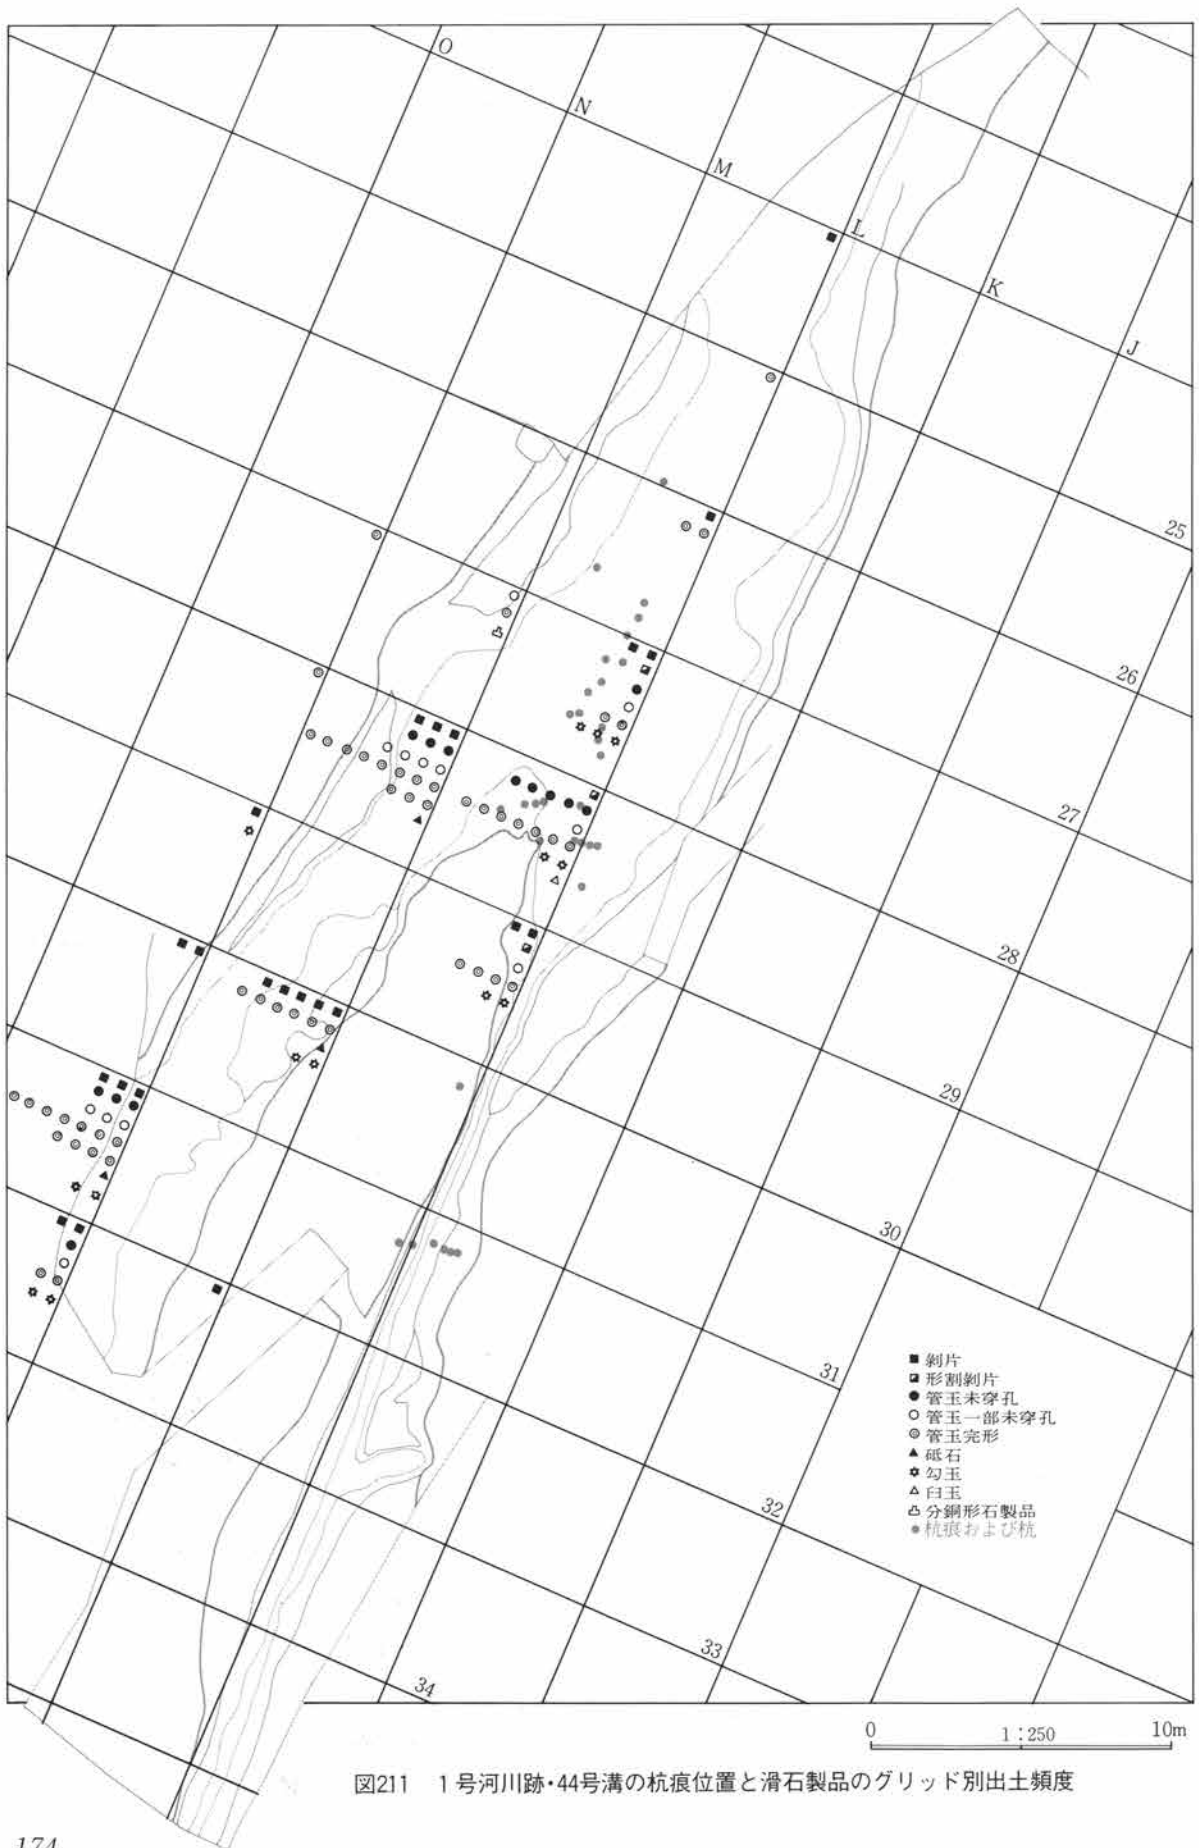 O
N
M
L
K
J
25
26
27
28
29
30
31
32
33
34
剝片
形割剝片
管玉未穿孔
管玉一部未穿孔
管玉完形
砥石
勾玉
臼玉
分銅形石製品
杭痕および杭
0 1:250 10m
図211 1号河川跡・44号溝の杭痕位置と滑石製品のグリッド別出土頻度
174